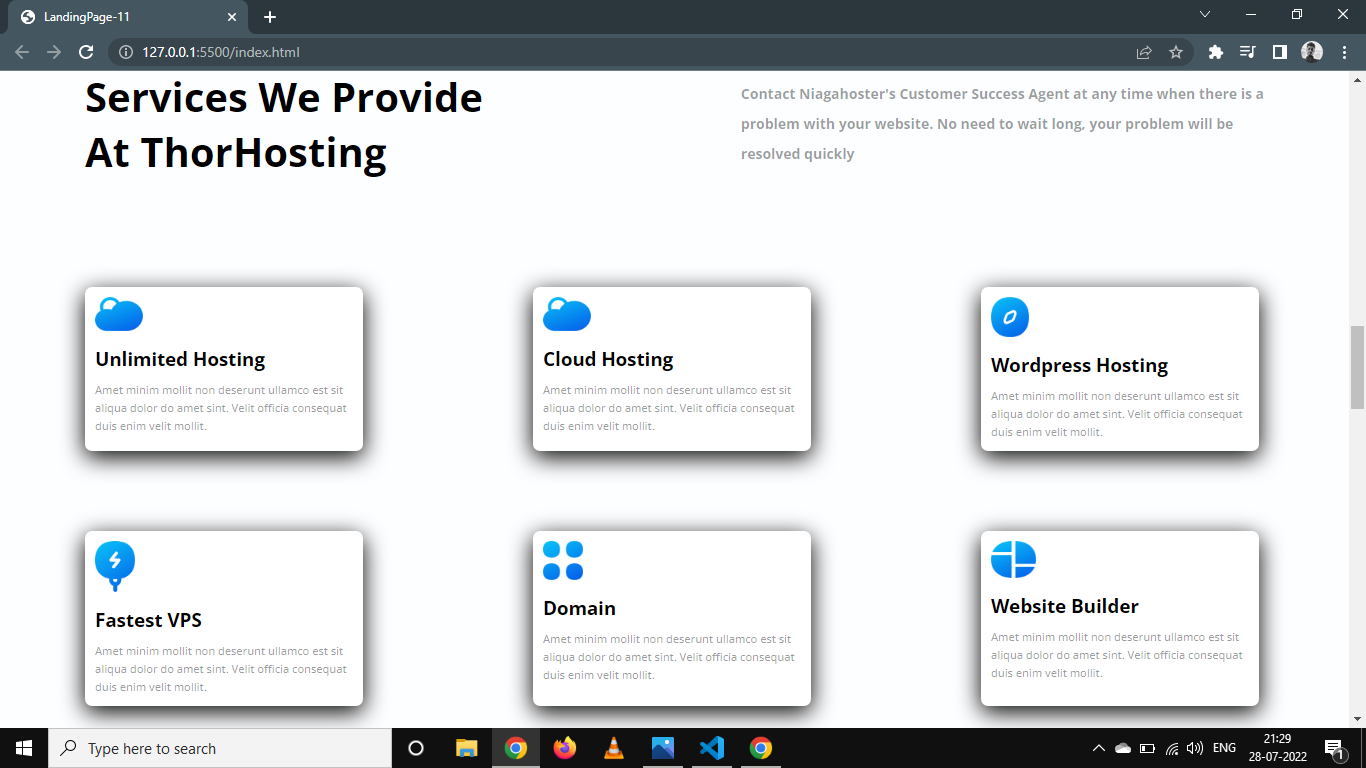 LandingPage-11
127.0.0.1:5500/index.html
Services We Provide
At ThorHosting
Contact Niagahoster's Customer Success Agent at any time when there is a
problem with your website. No need to wait long, your problem will be
resolved quickly
Unlimited Hosting
Amet minim mollit non deserunt ullamco est sit
aliqua dolor do amet sint. Velit officia consequat
duis enim velit mollit.
Cloud Hosting
Amet minim mollit non deserunt ullamco est sit
aliqua dolor do amet sint. Velit officia consequat
duis enim velit mollit.
Wordpress Hosting
Amet minim mollit non deserunt ullamco est sit
aliqua dolor do amet sint. Velit officia consequat
duis enim velit mollit.
Fastest VPS
Amet minim mollit non deserunt ullamco est sit
aliqua dolor do amet sint. Velit officia consequat
duis enim velit mollit.
Domain
Amet minim mollit non deserunt ullamco est sit
aliqua dolor do amet sint. Velit officia consequat
duis enim velit mollit.
Website Builder
Amet minim mollit non deserunt ullamco est sit
aliqua dolor do amet sint. Velit officia consequat
duis enim velit mollit.
Type here to search
ENG
21:29
28-07-2022
1